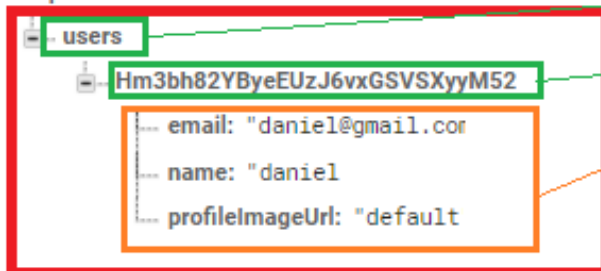 users
Hm3bh82YByeEUzJ6vxGSVSXyyM52
email: "daniel@gmail.com
name: "daniel
profileImageUrl: "default